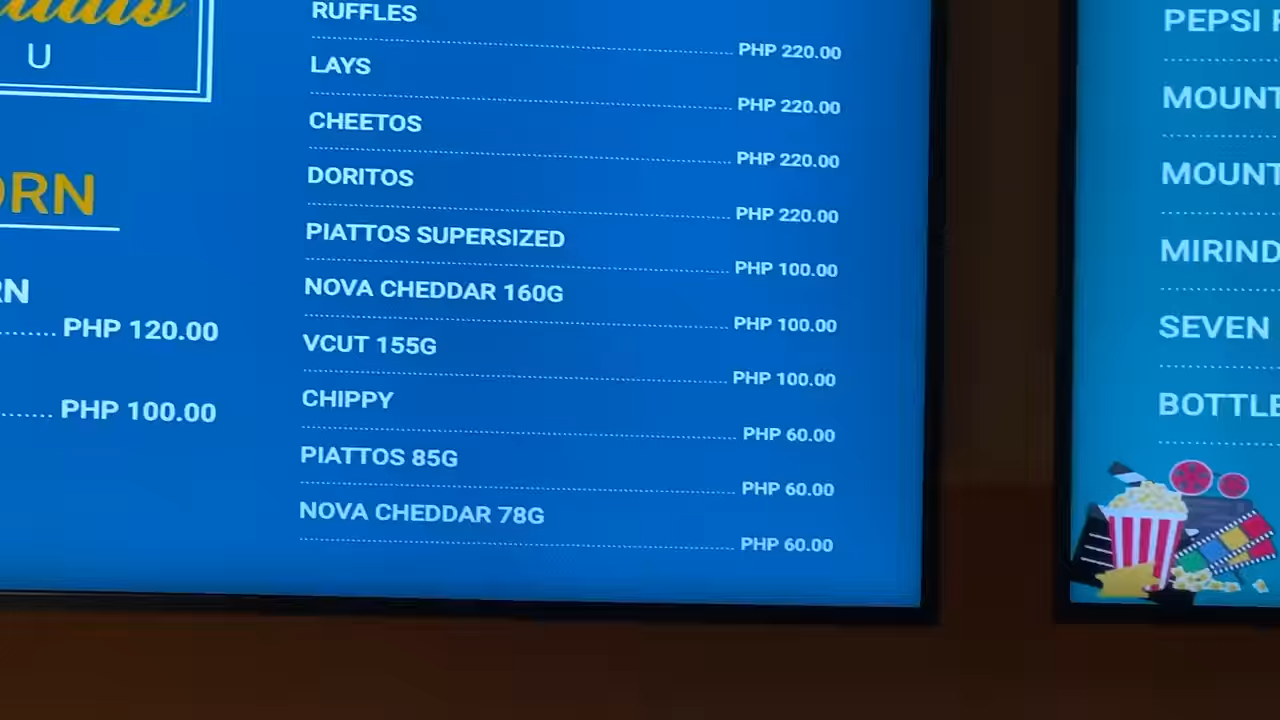 U
PHP 120.00
PHP 100.00
RUFFLES
PHP 220.00
LAYS
PHP 220.00
CHEETOS
PHP 220.00
DORITOS
PHP 220.00
PIATTOS SUPERSIZED
PHP 100.00
NOVA CHEDDAR 160G
PHP 100.00
VCUT 155G
PHP 100.00
CHIPPY
PHP 60.00
PIATTOS 85G
PHP 60.00
NOVA CHEDDAR 78G
PHP 60.00
PEPSI
SEVEN